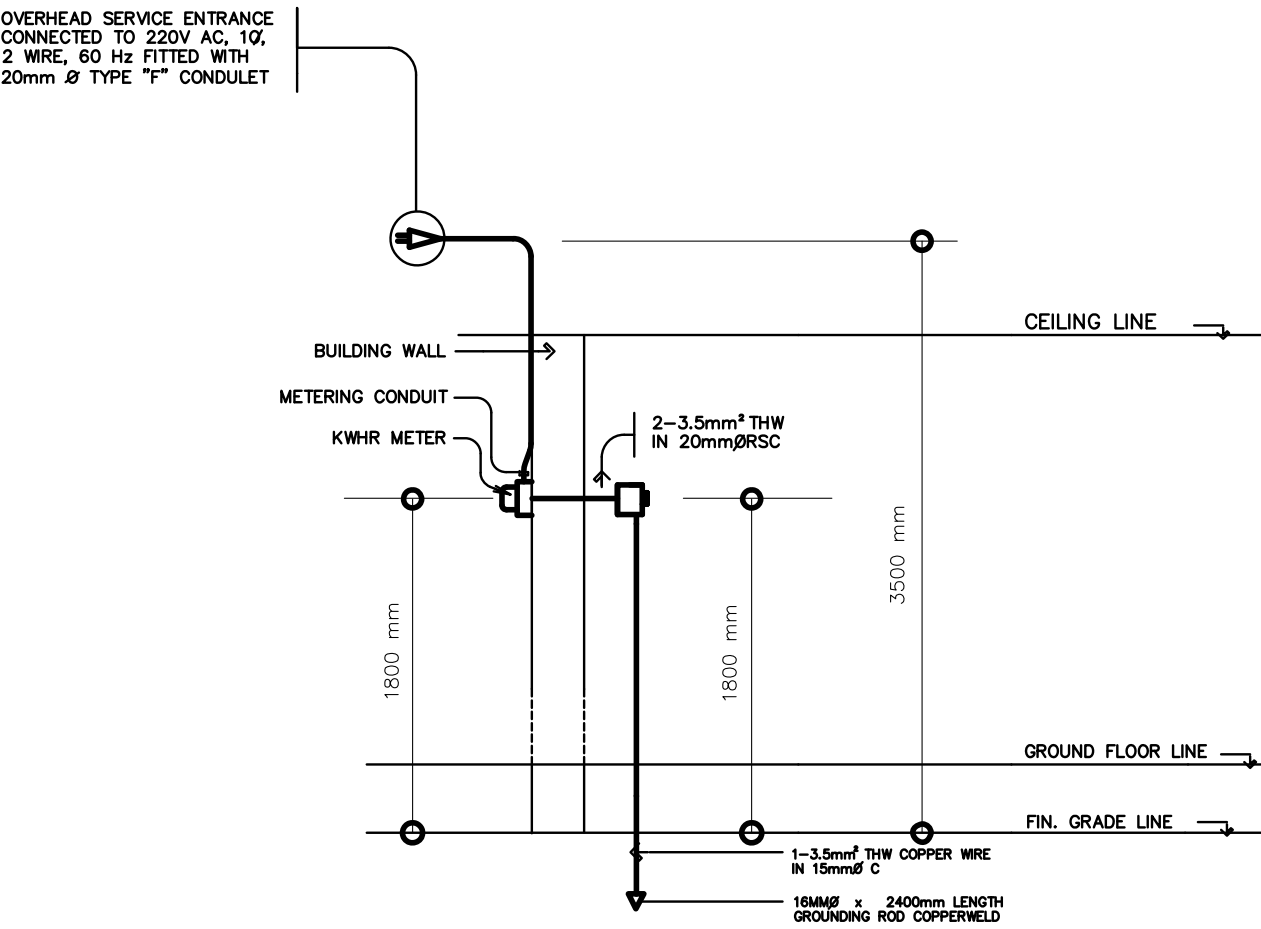 OVERHEAD SERVICE ENTRANCE
CONNECTED TO 220V AC, 1Ø,
2 WIRE, 60 Hz FITTED WITH
20mm Ø TYPE "F" CONDULET
CEILING LINE
BUILDING WALL
METERING CONDUIT
KWHR METER
2-3.5mm² THW
IN 20mmØRSC
3500 mm
1800 mm
1800 mm
GROUND FLOOR LINE
FIN. GRADE LINE
1-3.5mm² THW COPPER WIRE
IN 15mmØ C
16MMØ x 2400mm LENGTH
GROUNDING ROD COPPERWELD